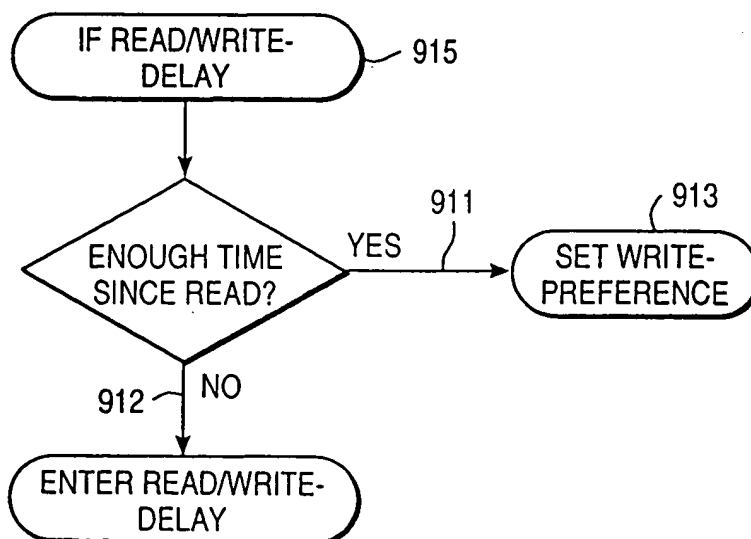 IF READ/WRITE-
DELAY
915
ENOUGH TIME
SINCE READ?
YES
911
913
SET WRITE-
PREFERENCE
912
NO
ENTER READ/WRITE-
DELAY